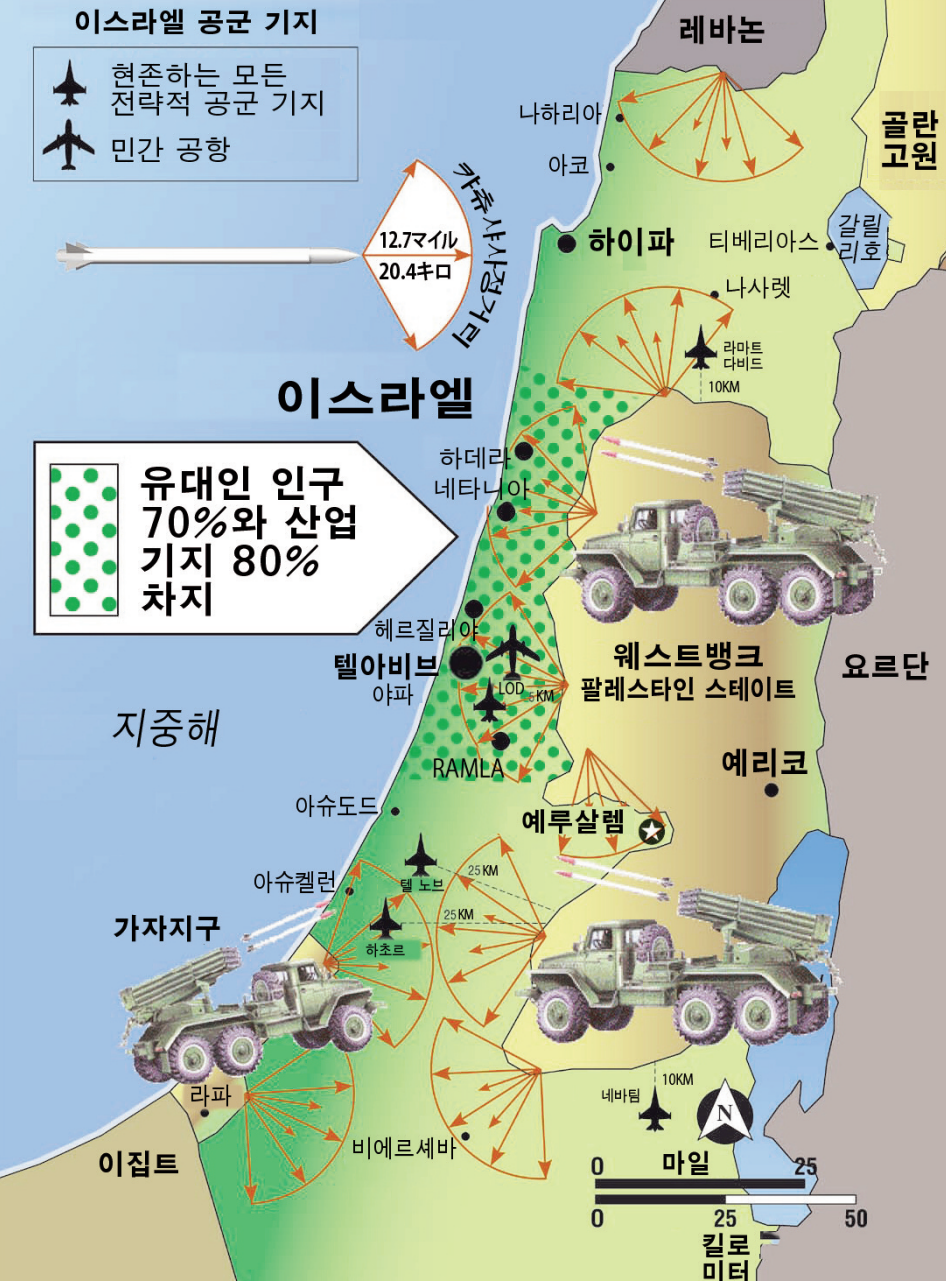 이스라엘 공군 기지
현존하는 모든
전략적 공군 기지
민간 공항
레바논
나하리아
아코
골란
고원
하이파
티베리아스
갈릴
리호
나사렛
카츄샤사정거리
12.7マイル
20.4キロ
라마트
다비드
10KM
이스라엘
하데라
네타니아
유대인 인구
70%와 산업
기지 80%
차지
헤르질리야
텔아비브
야파
LOD
5KM
RAMLA
웨스트뱅크
팔레스타인 스테이트
요르단
지중해
예리코
아슈도드
예루살렘
텔 노브
25KM
아슈켈런
25KM
하초르
가자지구
라파
네바팀
10KM
N
비에르셰바
이집트
0 마일 25
0 25 50
킬로
미터